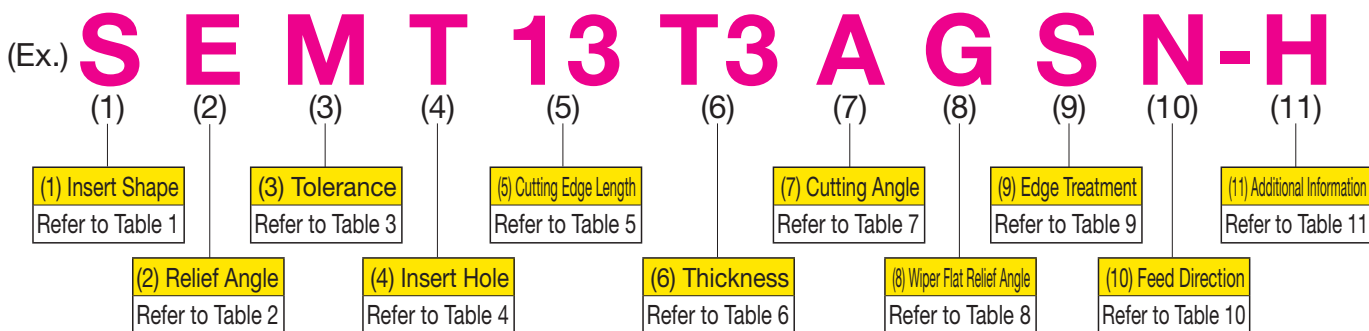 (Ex.) S E M T 13 T3 A G S N-H
(1) (2) (3) (4) (5) (6) (7) (8) (9) (10) (11)
(1) Insert Shape
Refer to Table 1
(3) Tolerance
Refer to Table 3
(5) Cutting Edge Length
Refer to Table 5
(7) Cutting Angle
Refer to Table 7
(9) Edge Treatment
Refer to Table 9
(11) Additional Information
Refer to Table 11
(2) Relief Angle
Refer to Table 2
(4) Insert Hole
Refer to Table 4
(6) Thickness
Refer to Table 6
(8) Wiper Flat Relief Angle
Refer to Table 8
(10) Feed Direction
Refer to Table 10